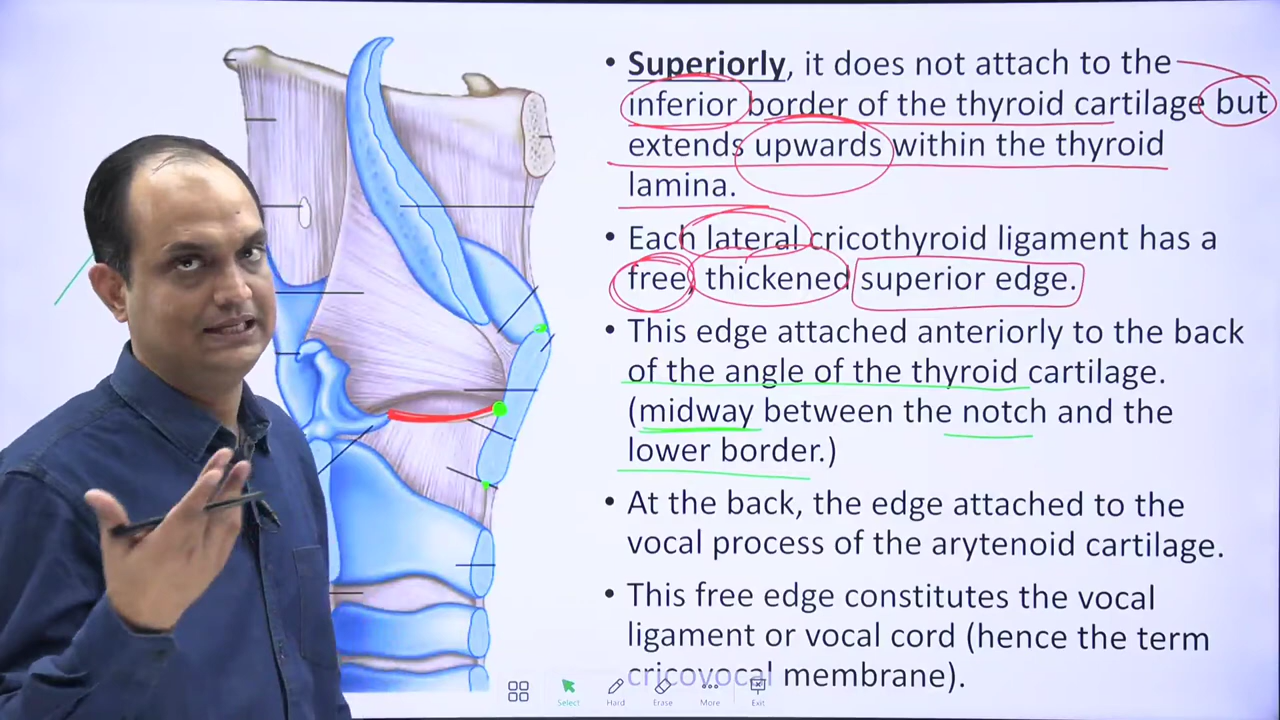 • Superiorly, it does not attach to the
inferior border of the thyroid cartilage but
extends upwards within the thyroid
lamina.
• Each lateral cricothyroid ligament has a
free, thickened superior edge.
• This edge attached anteriorly to the back
of the angle of the thyroid cartilage.
(midway between the notch and the
lower border.)
• At the back, the edge attached to the
vocal process of the arytenoid cartilage.
• This free edge constitutes the vocal
ligament or vocal cord (hence the term
cricovocal membrane).
Select Hard Erase More Exit